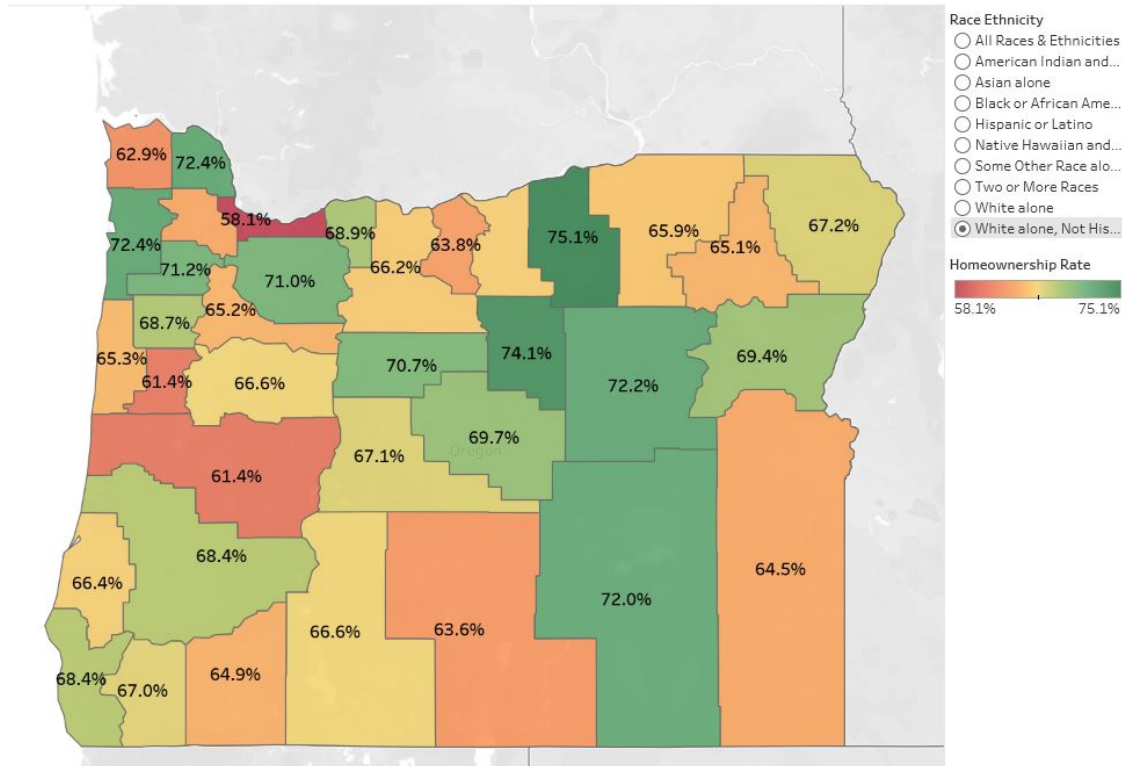 Race Ethnicity
All Races & Ethnicities
American Indian and...
Asian alone
Black or African Ame...
Hispanic or Latino
Native Hawaiian and...
Some Other Race alo...
Two or More Races
White alone
White alone, Not His...
Homeownership Rate
58.1% 75.1%
62.9%
72.4%
58.1%
68.9%
63.8%
75.1%
65.9%
65.1%
67.2%
72.4%
71.2%
71.0%
66.2%
65.2%
68.7%
65.3%
61.4%
66.6%
70.7%
74.1%
72.2%
69.4%
69.7%
Oregon
67.1%
61.4%
68.4%
66.4%
66.6%
63.6%
72.0%
64.5%
68.4%
67.0%
64.9%